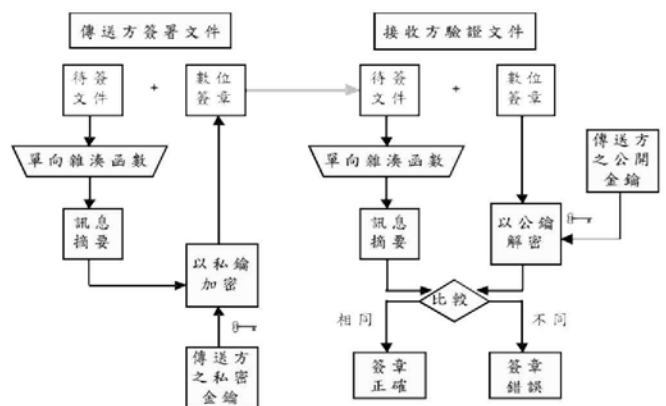 傳送方簽署文件
接收方驗證文件
待簽
文件
+
數位
簽章
待簽
文件
+
數位
簽章
單向雜湊函數
單向雜湊函數
傳送方
之公開
金鑰
訊息
摘要
以私鑰
加密
訊息
摘要
以公鑰
解密
比較
相同
不同
傳送方
之私密
金鑰
簽章
正確
簽章
錯誤